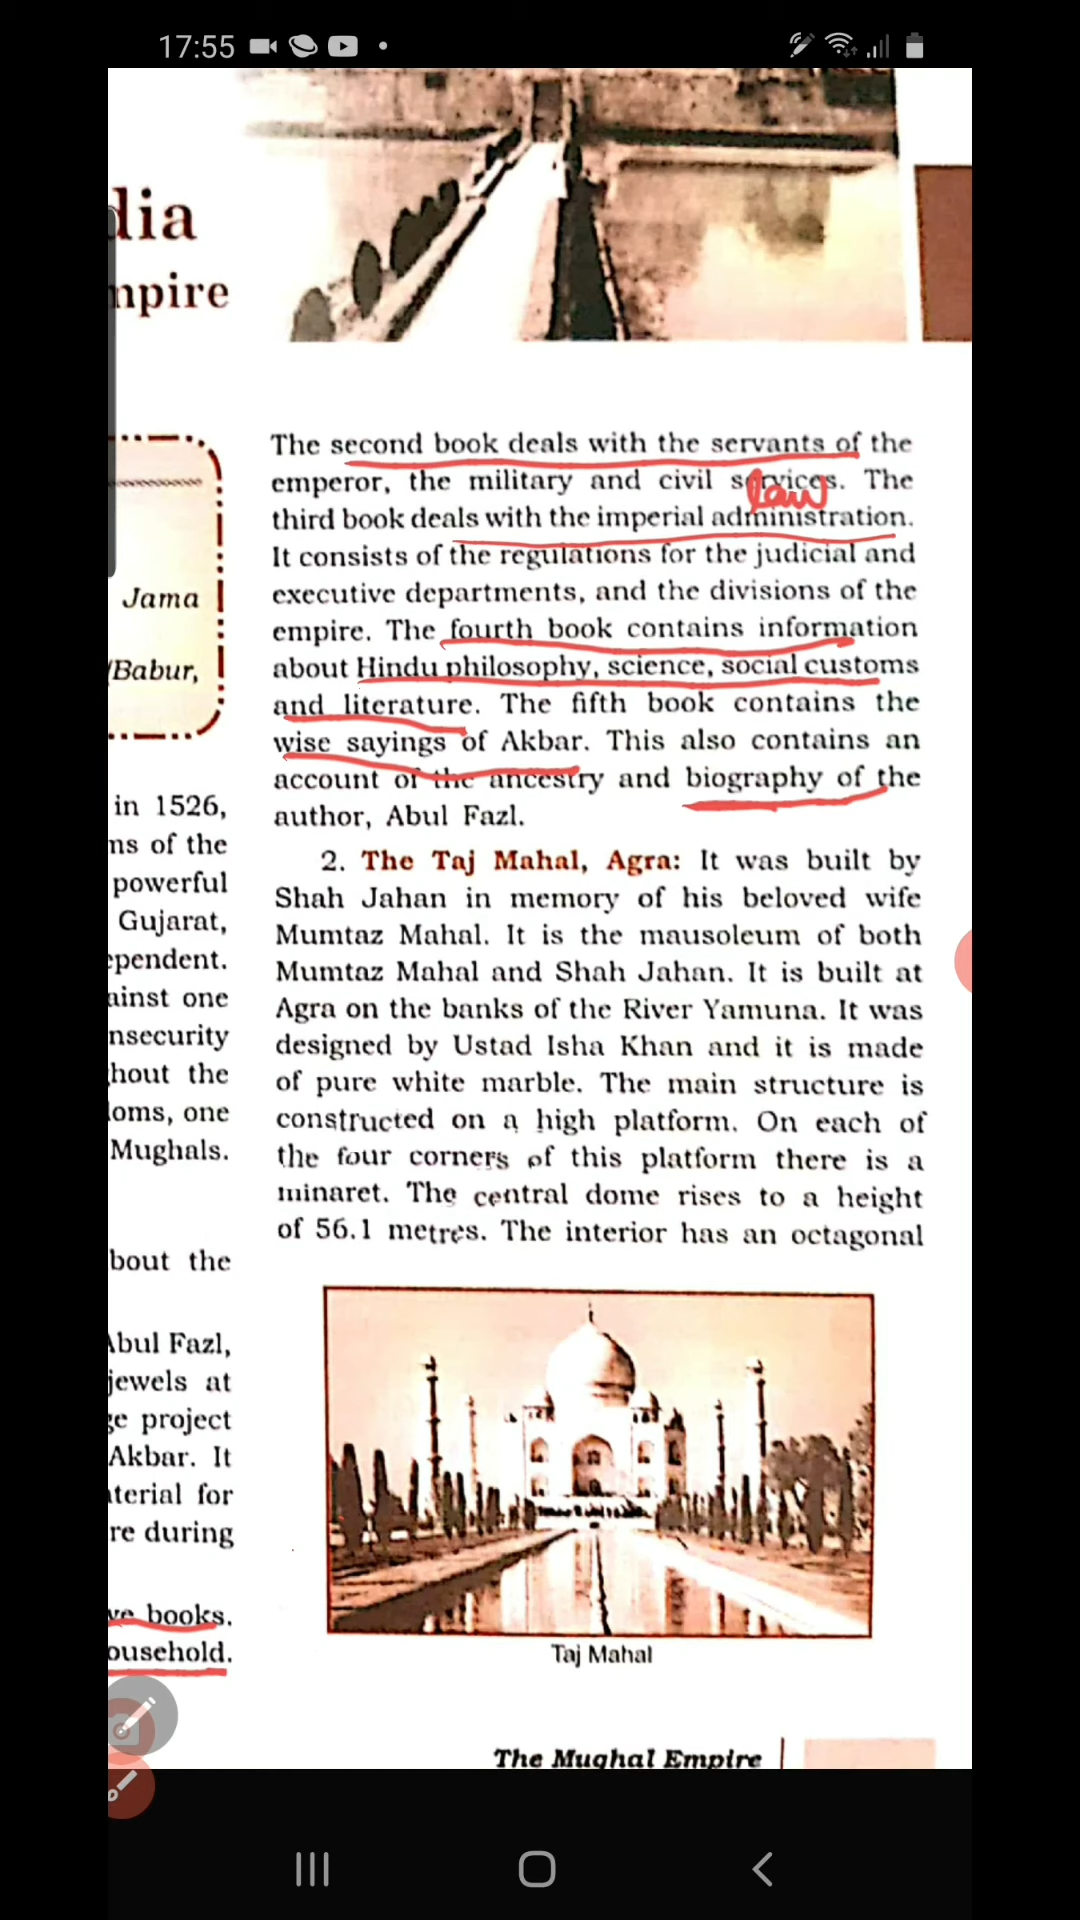 17:55
dia
mpire
Jama
/Babur,
in 1526,
ns of the
powerful
Gujarat,
ependent.
ainst one
nsecurity
hout the
oms, one
Mughals.
bout the
Abul Fazl,
jewels at
ge project
Akbar. It
aterial for
re during
ve books.
ousehold.
The second book deals with the servants of the
emperor, the military and civil services. The
law
third book deals with the imperial administration.
It consists of the regulations for the judicial and
executive departments, and the divisions of the
empire. The fourth book contains information
about Hindu philosophy, science, social customs
and literature. The fifth book contains the
wise sayings of Akbar. This also contains an
account of the ancestry and biography of the
author, Abul Fazl.
2. The Taj Mahal, Agra: It was built by
Shah Jahan in memory of his beloved wife
Mumtaz Mahal. It is the mausoleum of both
Mumtaz Mahal and Shah Jahan. It is built at
Agra on the banks of the River Yamuna. It was
designed by Ustad Isha Khan and it is made
of pure white marble. The main structure is
constructed on a high platform. On each of
the four corners of this platform there is a
minaret. The central dome rises to a height
of 56.1 metres. The interior has an octagonal
Taj Mahal
The Mughal Empire